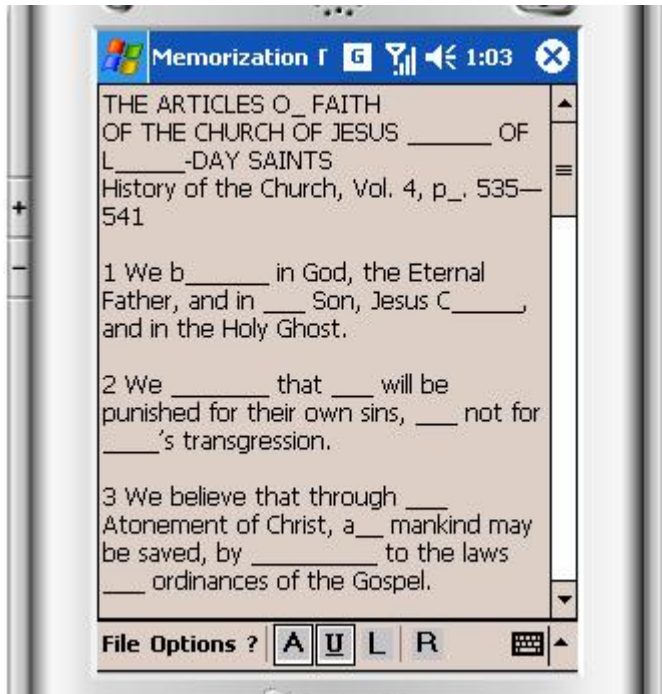 Memorization T G 1:03
THE ARTICLES O_ FAITH
OF THE CHURCH OF JESUS ______ OF
L_____-DAY SAINTS
History of the Church, Vol. 4, p_. 535—
541
1 We b_______ in God, the Eternal
Father, and in ___ Son, Jesus C_____,
and in the Holy Ghost.
2 We ________ that ___ will be
punished for their own sins, ___ not for
____'s transgression.
3 We believe that through ___
Atonement of Christ, a__ mankind may
be saved, by __________ to the laws
___ ordinances of the Gospel.
File Options ? A U L R
+
−